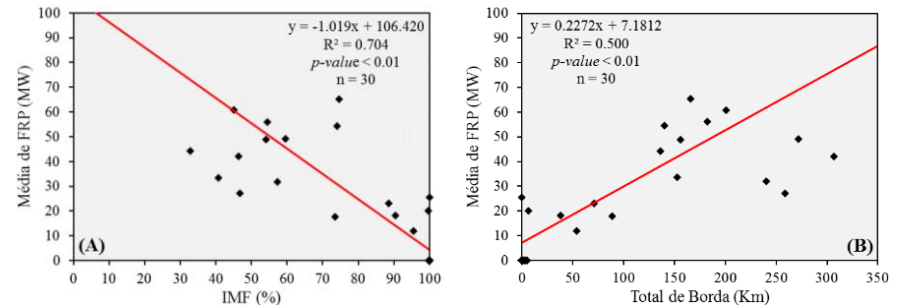 100
90
80
70
60
50
40
30
20
10
0
Média de FRP (MW)
y = -1.019x + 106.420
R² = 0.704
p-value < 0.01
n = 30
(A)
0 10 20 30 40 50 60 70 80 90 100
IMF (%)
100
90
80
70
60
50
40
30
20
10
0
Média de FRP (MW)
y = 0.2272x + 7.1812
R² = 0.500
p-value < 0.01
n = 30
(B)
0 50 100 150 200 250 300 350
Total de Borda (Km)